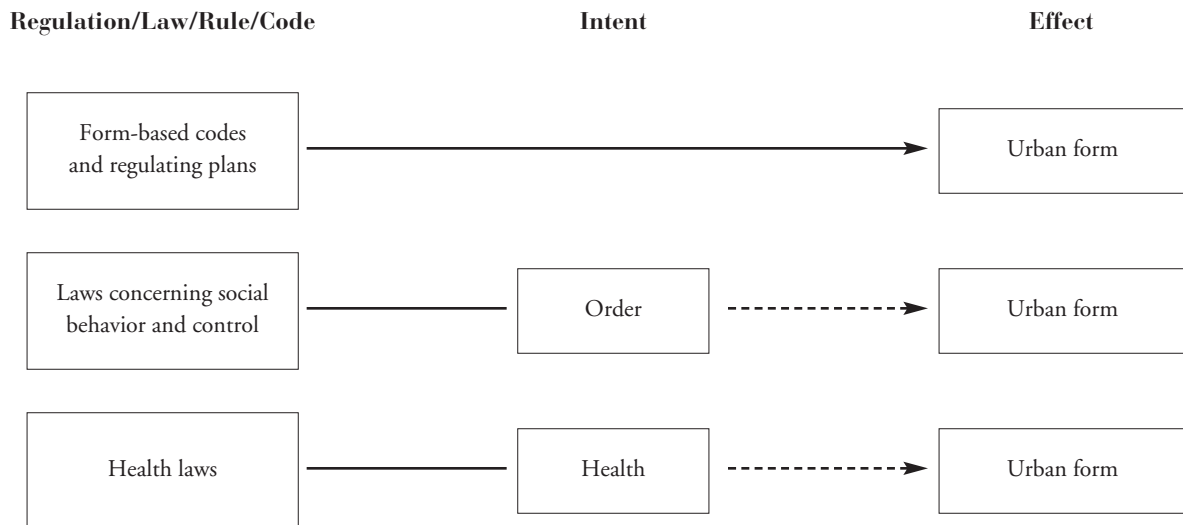 Regulation/Law/Rule/Code
Intent
Effect
Form-based codes
and regulating plans
Urban form
Laws concerning social
behavior and control
Order
Urban form
Health laws
Health
Urban form